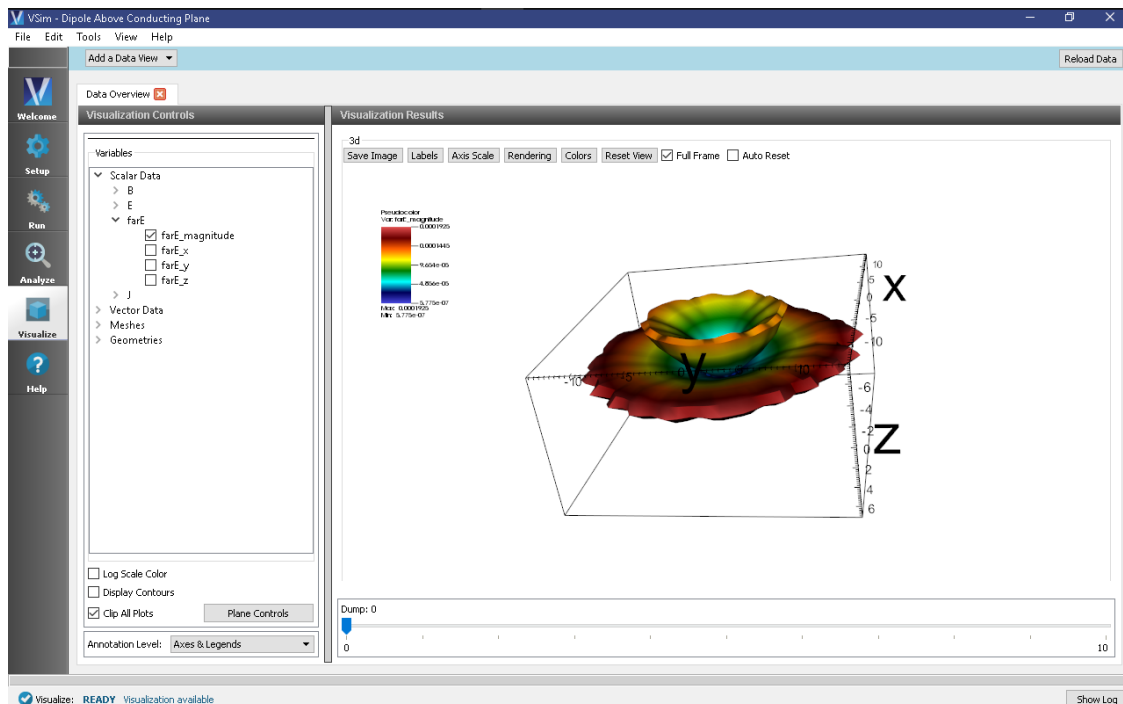 VSim - Dipole Above Conducting Plane
File Edit Tools View Help
Add a Data View
Reload Data
Data Overview
Welcome
Setup
Run
Analyze
Visualize
Help
Visualization Controls
Variables
Scalar Data
B
E
farE
farE_magnitude
farE_x
farE_y
farE_z
J
Vector Data
Meshes
Geometries
Log Scale Color
Display Contours
Clip All Plots
Plane Controls
Annotation Level: Axes & Legends
Visualization Results
3d
Save Image Labels Axis Scale Rendering Colors Reset View Full Frame Auto Reset
Pseudocolor
Var: farE_magnitude
0.0001925
0.0001445
9.654e-05
4.866e-05
5.775e-07
Max: 0.0001925
Min: 5.775e-07
10
5
0
-5
-10
X
-10
-5
y
10
-6
-4
-2
0
2
4
6
Z
Dump: 0
0 10
Visualize: READY Visualization available
Show Log